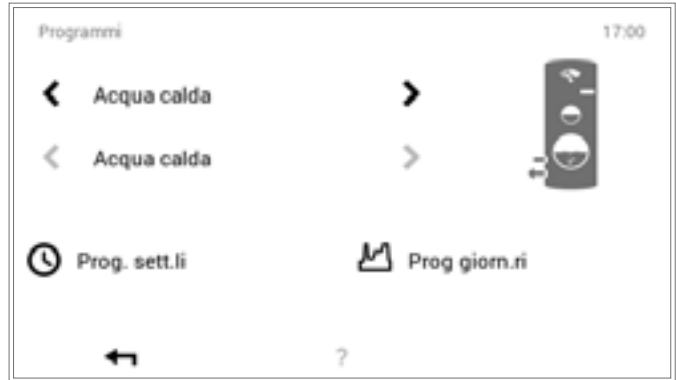 Programmi 17:00
Acqua calda
Acqua calda
Prog. sett.li Prog giorn.ri
?